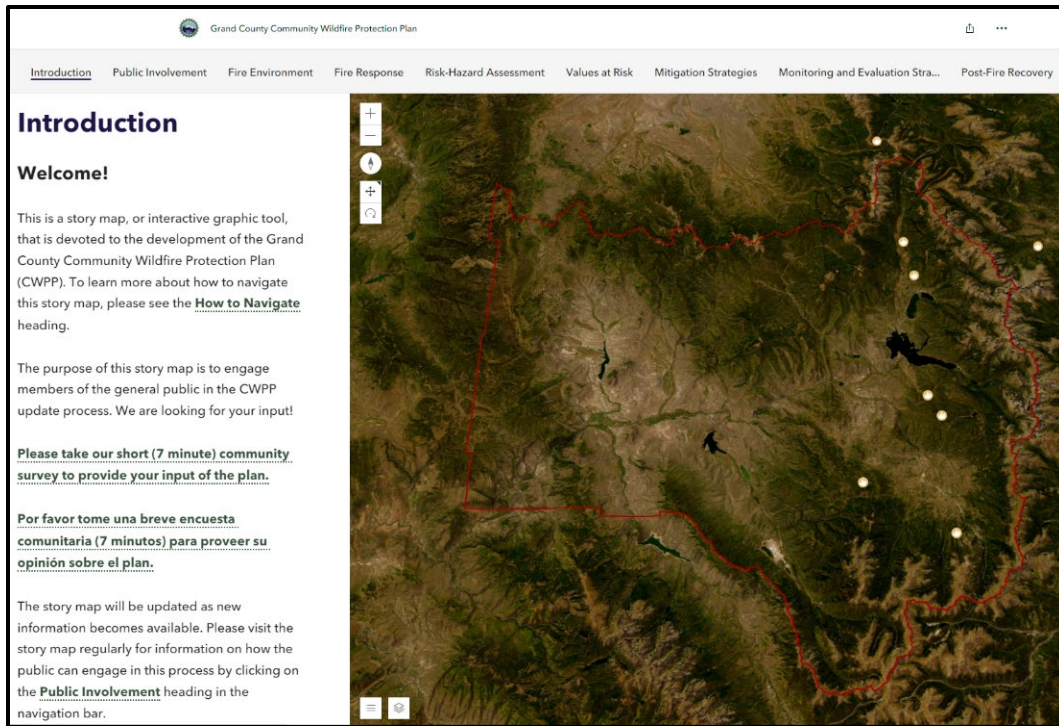 Grand County Community Wildfire Protection Plan
Introduction Public Involvement Fire Environment Fire Response Risk-Hazard Assessment Values at Risk Mitigation Strategies Monitoring and Evaluation Stra... Post-Fire Recovery
Introduction
Welcome!
This is a story map, or interactive graphic tool,
that is devoted to the development of the Grand
County Community Wildfire Protection Plan
(CWPP). To learn more about how to navigate
this story map, please see the How to Navigate
heading.
The purpose of this story map is to engage
members of the general public in the CWPP
update process. We are looking for your input!
Please take our short (7 minute) community
survey to provide your input of the plan.
Por favor tome una breve encuesta
comunitaria (7 minutos) para proveer su
opinión sobre el plan.
The story map will be updated as new
information becomes available. Please visit the
story map regularly for information on how the
public can engage in this process by clicking on
the Public Involvement heading in the
navigation bar.